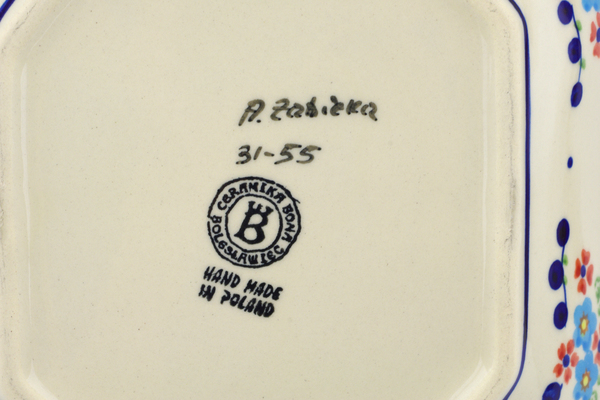 31-55
CERAMIKA BONA
BOLESŁAWIEC
B
HAND MADE
IN POLAND